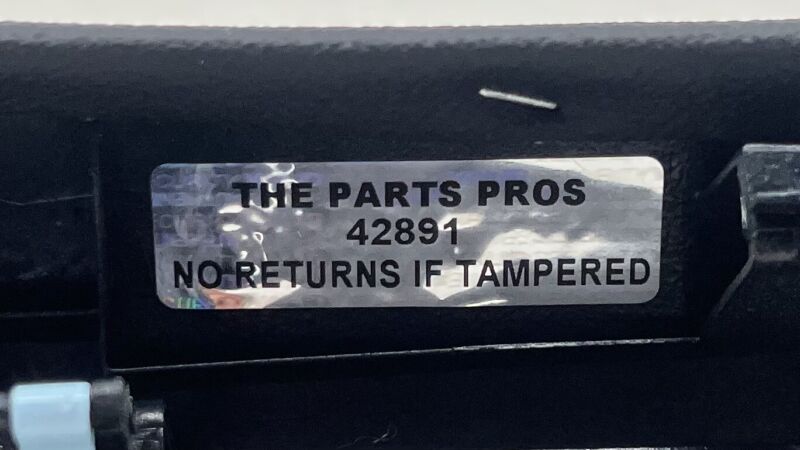 THE PARTS PROS
42891
NO RETURNS IF TAMPERED